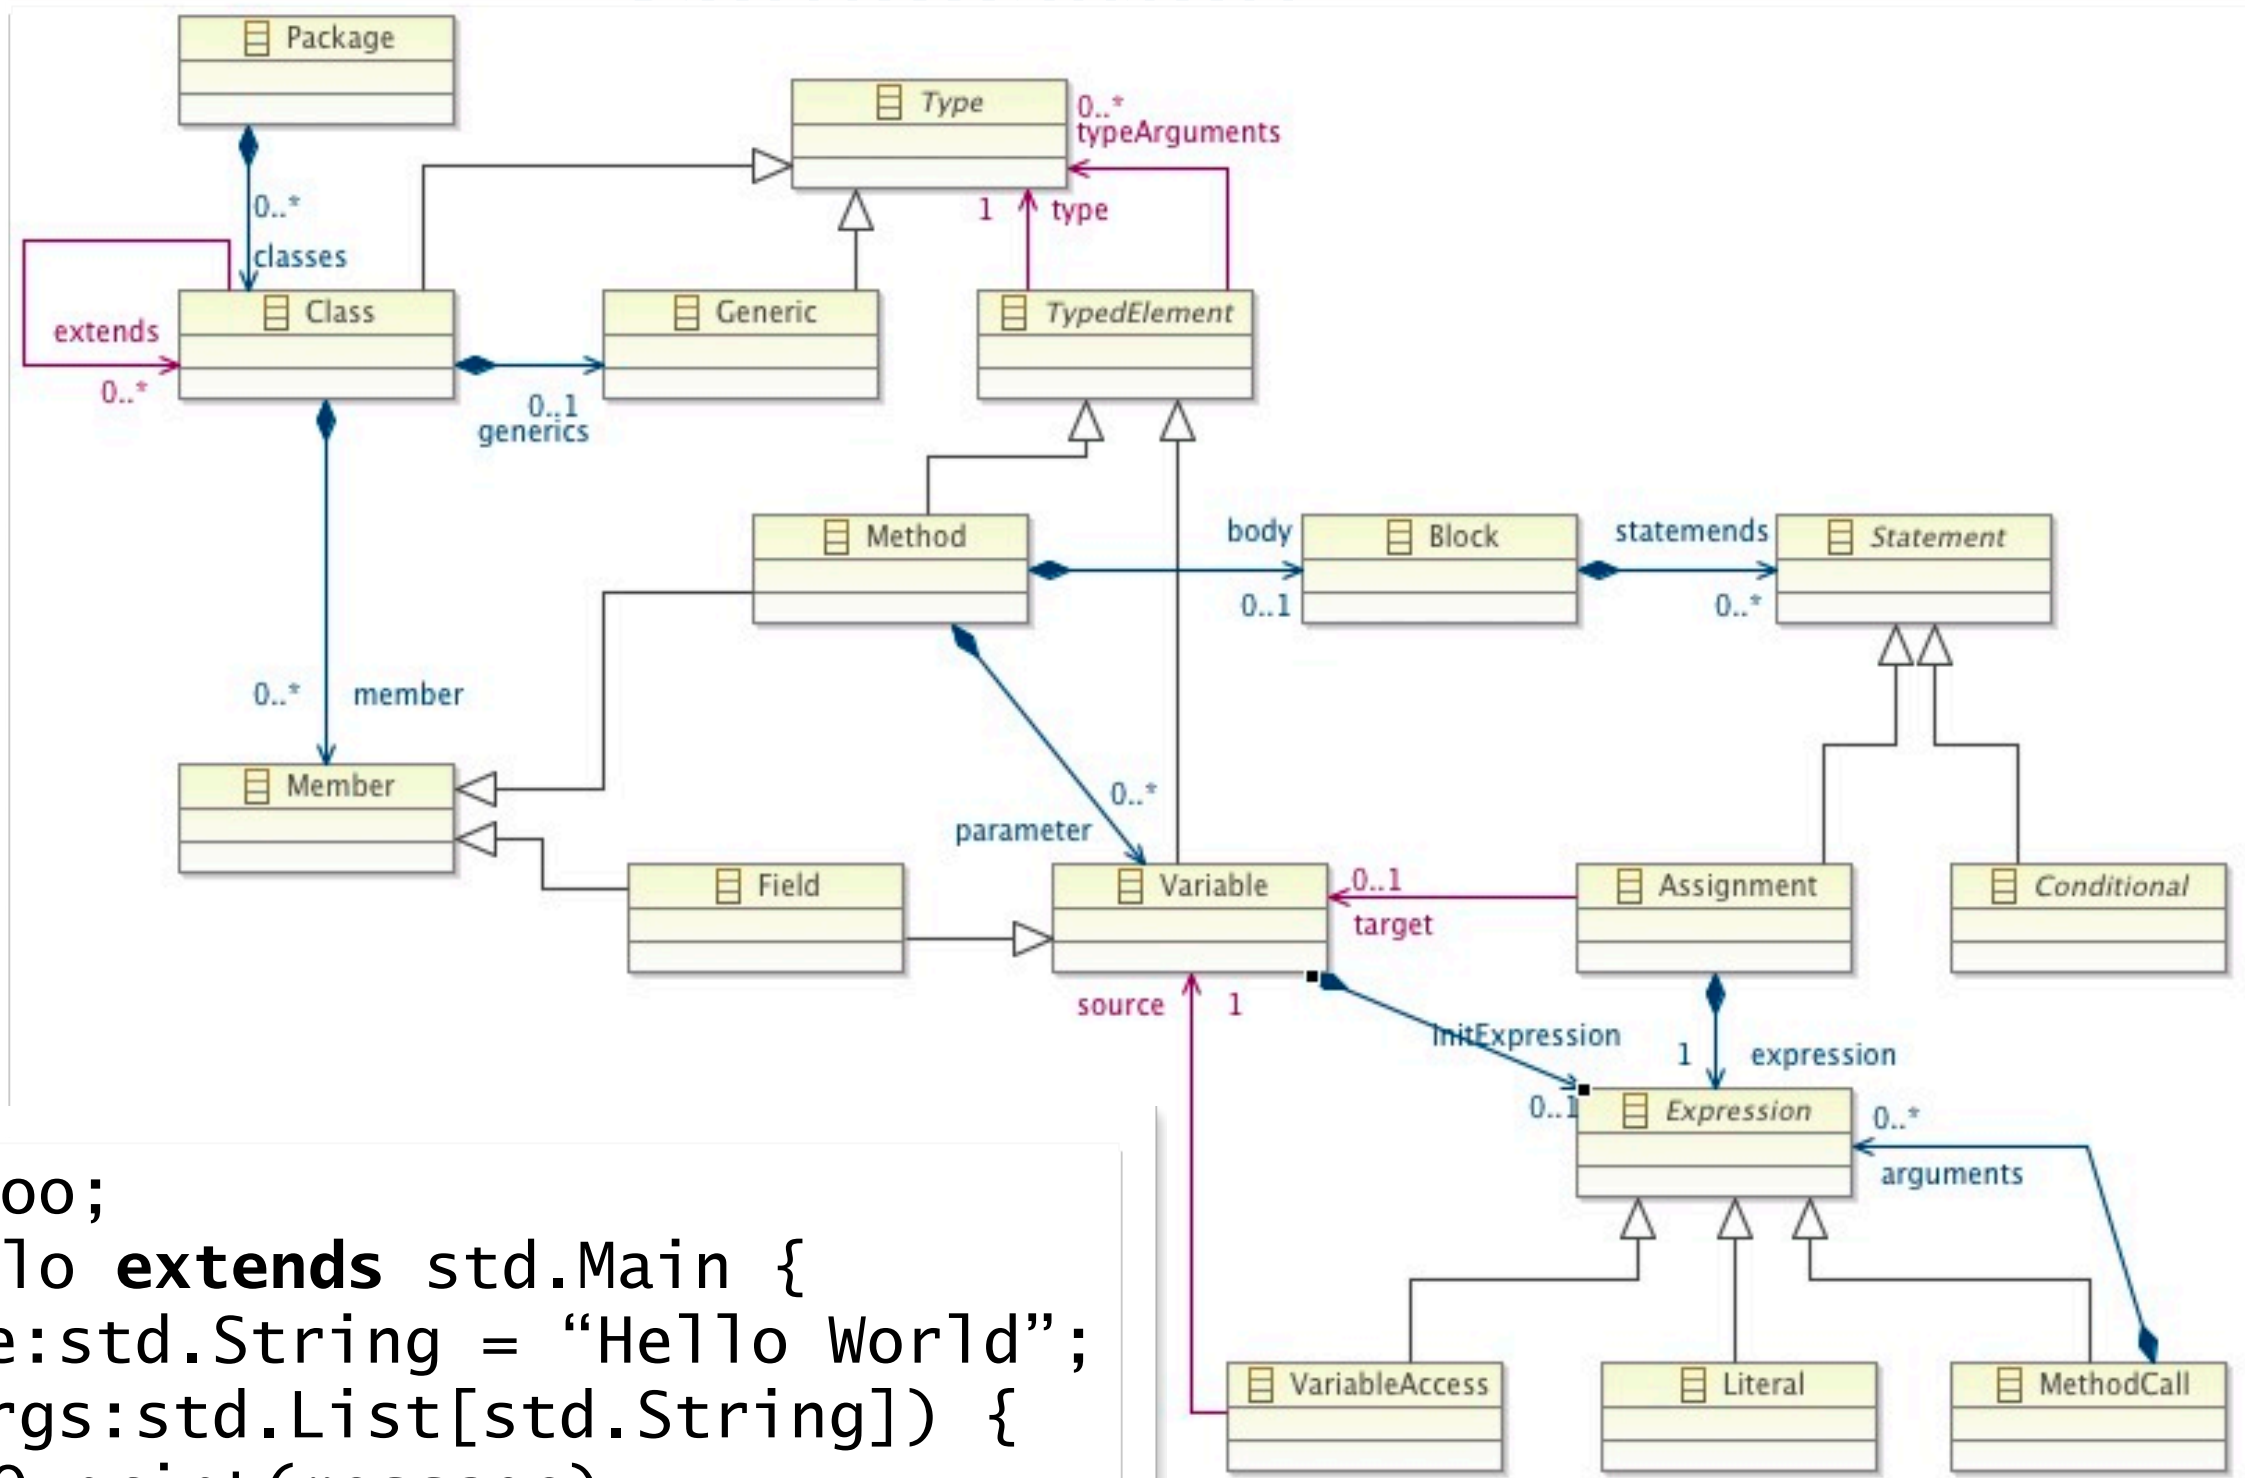 Package
Type
0..*
typeArguments
0..*
classes
1
type
Class
Generic
TypedElement
extends
0..*
0..1
generics
Method
body
0..1
Block
statemends
0..*
Statement
0..*
member
Member
0..*
parameter
Field
Variable
0..1
target
Assignment
Conditional
source
1
initExpression
0..1
1
expression
Expression
0..*
arguments
VariableAccess
Literal
MethodCall
oo;
lo extends std.Main {
e:std.String = “Hello World”;
rgs:std.List[std.String]) {